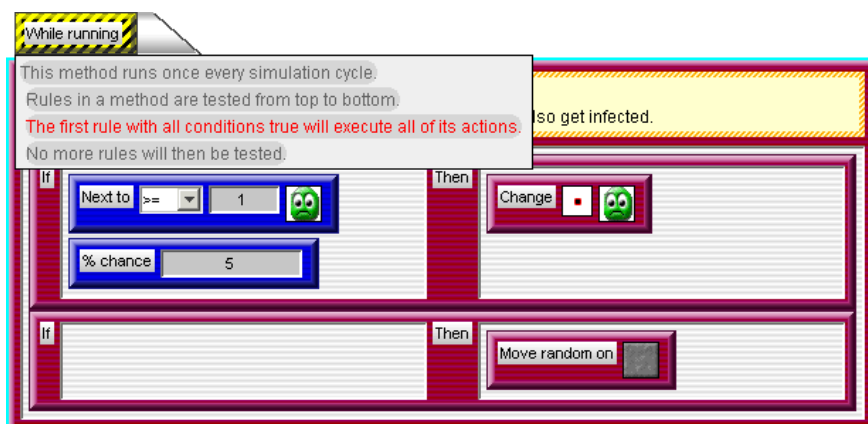 While running
This method runs once every simulation cycle.
Rules in a method are tested from top to bottom.
The first rule with all conditions true will execute all of its actions.
No more rules will then be tested.
so get infected.
If
Next to >= 1
% chance 5
Then
Change
If
Then
Move random on